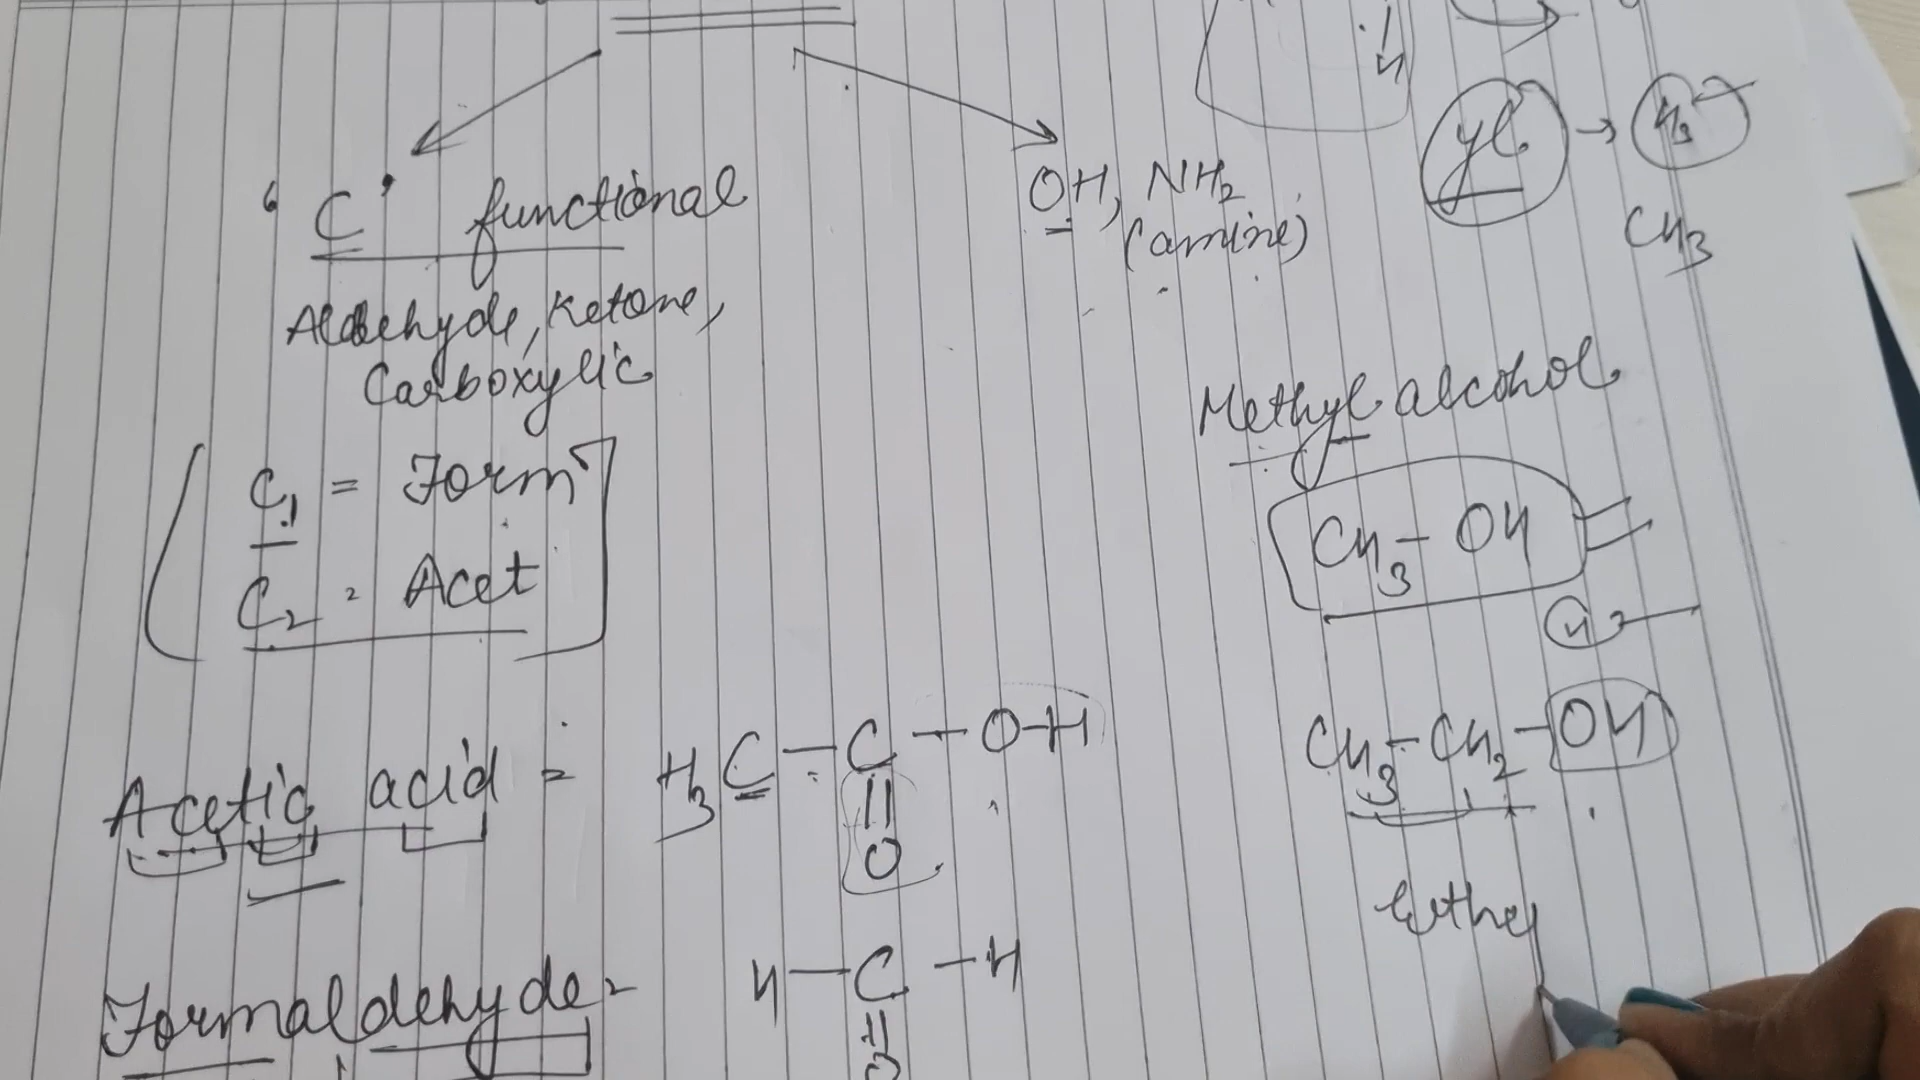 'C' functional
Aldehyde, Ketone,
Carboxylic
C1 = Form
C2 = Acet
Acetic acid =
H3C - C - O-H
||
O
Formaldehyde =
H - C - H
||
OH, NH2
(amine)
yl →
CH3
Methyl alcohol
CH3 - OH
CH3 - CH2 - OH
Ethy